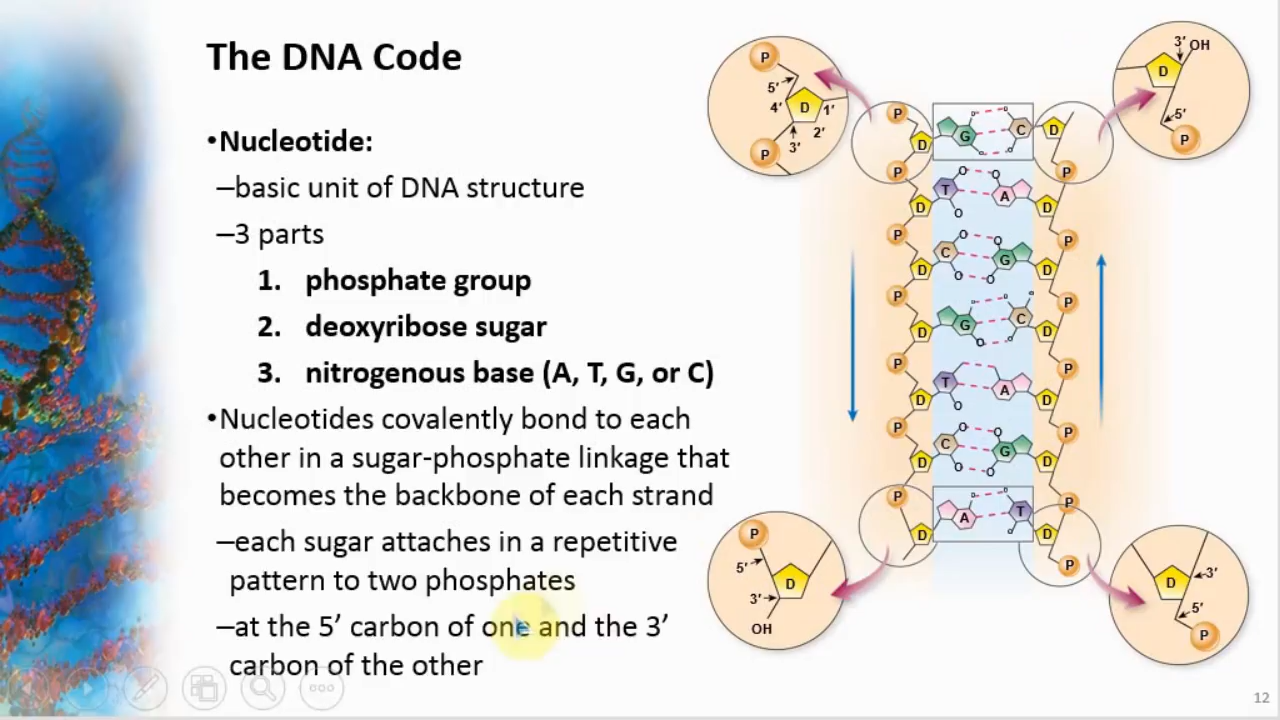 The DNA Code
•Nucleotide:
–basic unit of DNA structure
–3 parts
1. phosphate group
2. deoxyribose sugar
3. nitrogenous base (A, T, G, or C)
•Nucleotides covalently bond to each
other in a sugar-phosphate linkage that
becomes the backbone of each strand
–each sugar attaches in a repetitive
pattern to two phosphates
–at the 5′ carbon of one and the 3′
carbon of the other
P
5′
4′ D 1′
2′
3′
P
3′ OH
D
5′
P
P
D G C D
P P
D T A D
P P
D C G D
P P
D G C D
P P
D T A D
P P
D C G D
P P
D A T D
P
P
5′
D
3′
OH
D 3′
5′
P
12